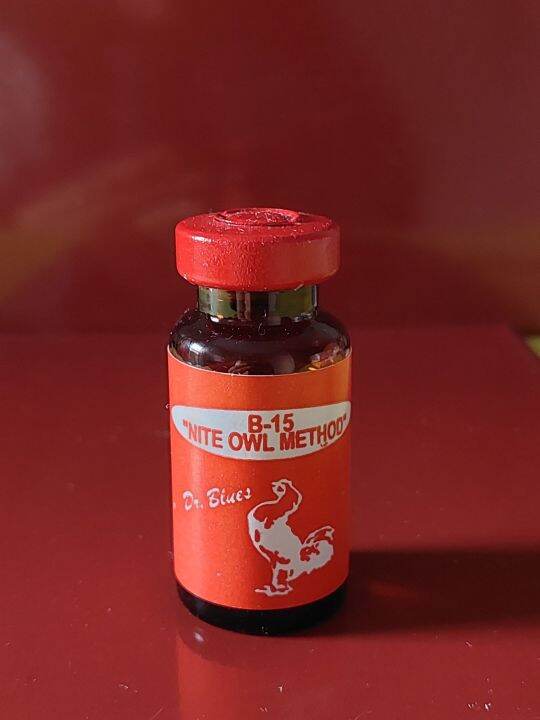 B-15
"NITE OWL METHOD"
Dr. Blues